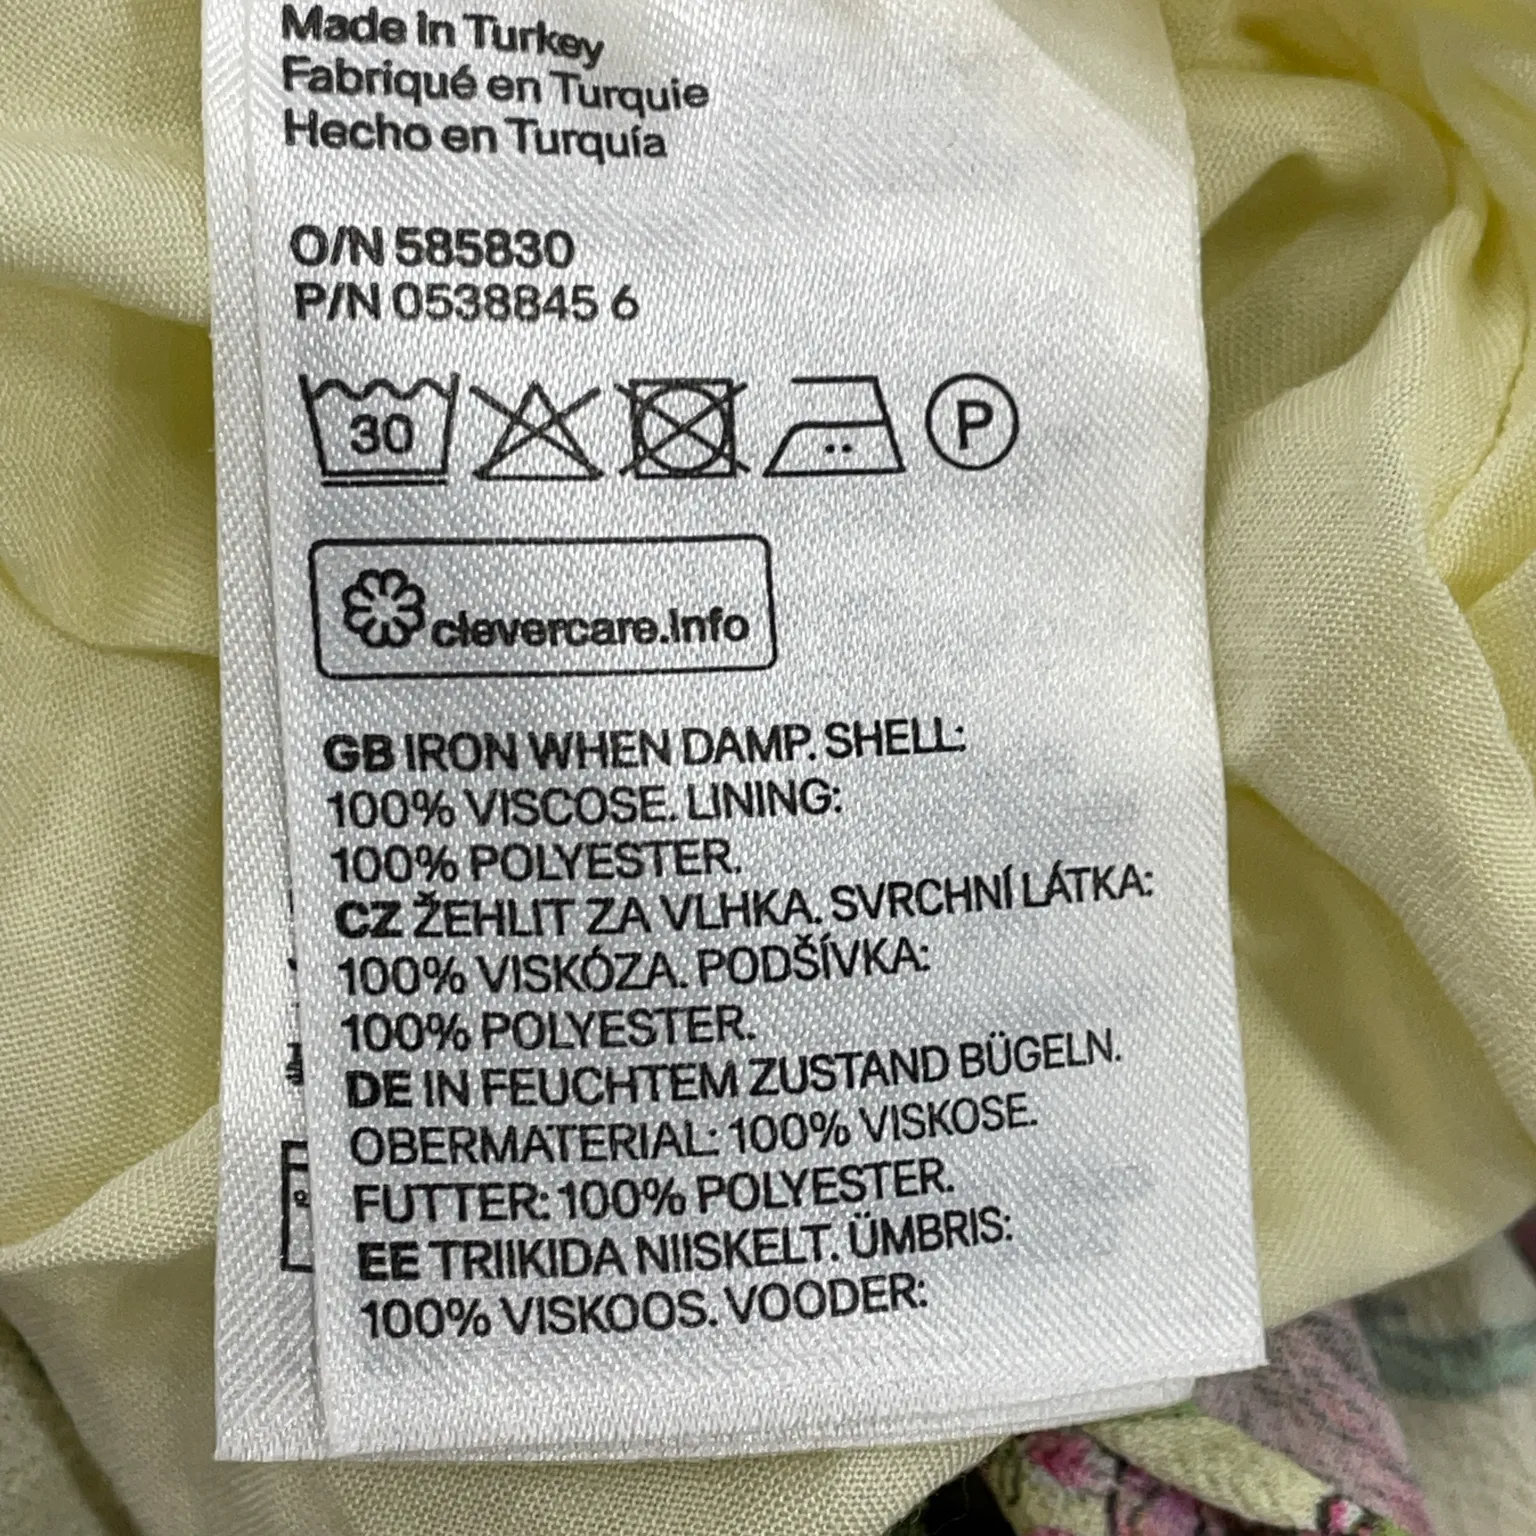 Made in Turkey
Fabriqué en Turquie
Hecho en Turquía
O/N 585830
P/N 0538845 6
30 P
clevercare.info
GB IRON WHEN DAMP. SHELL:
100% VISCOSE. LINING:
100% POLYESTER.
CZ ŽEHLIT ZA VLHKA. SVRCHNÍ LÁTKA:
100% VISKÓZA. PODŠÍVKA:
100% POLYESTER.
DE IN FEUCHTEM ZUSTAND BÜGELN.
OBERMATERIAL: 100% VISKOSE.
FUTTER: 100% POLYESTER.
EE TRIIKIDA NIISKELT. ÜMBRIS:
100% VISKOOS. VOODER: